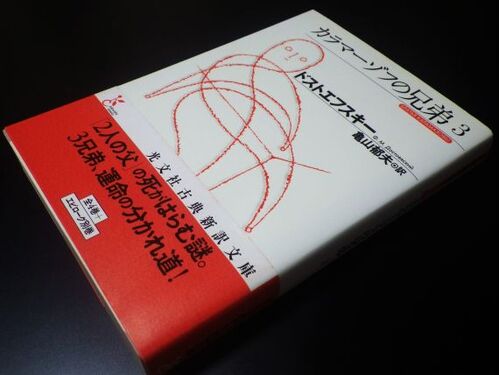 カラマーゾフの兄弟 3
ドストエフスキー
亀山郁夫◎訳
光文社古典新訳文庫
「2人の父」の死がはらむ謎。
3兄弟、運命の分かれ道!
全4巻+
エピローグ別巻